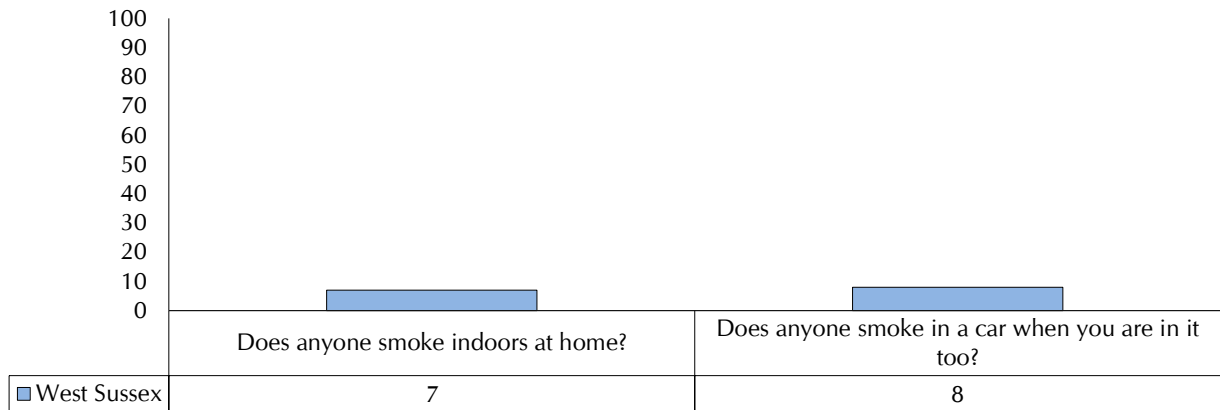 100
90
80
70
60
50
40
30
20
10
0
Does anyone smoke indoors at home?
Does anyone smoke in a car when you are in it
too?
West Sussex 7 8